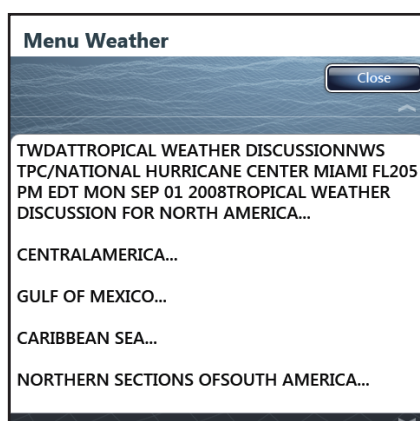 Menu Weather
Close
TWDATTROPICAL WEATHER DISCUSSIONNWS
TPC/NATIONAL HURRICANE CENTER MIAMI FL205
PM EDT MON SEP 01 2008TROPICAL WEATHER
DISCUSSION FOR NORTH AMERICA...
CENTRALAMERICA...
GULF OF MEXICO...
CARIBBEAN SEA...
NORTHERN SECTIONS OFSOUTH AMERICA...